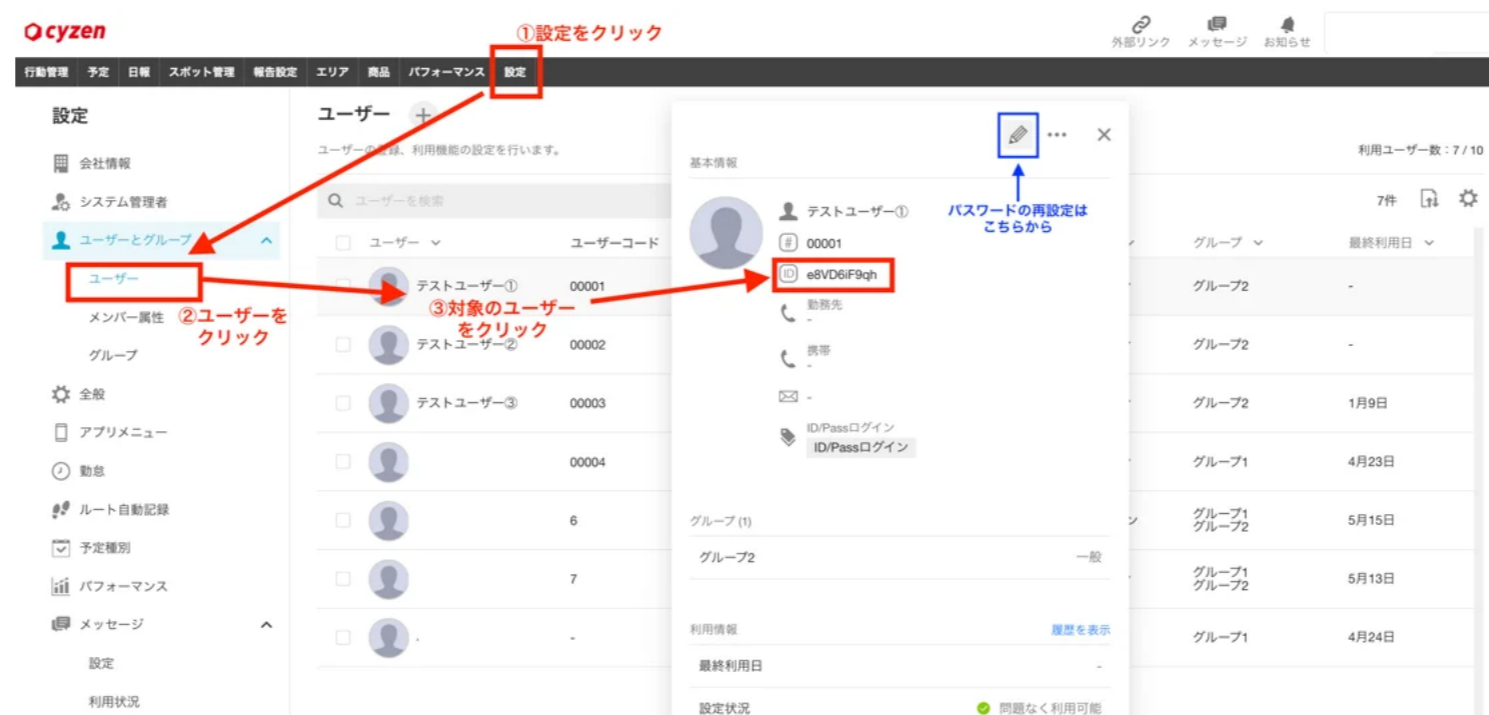 cyzen
①設定をクリック
外部リンク メッセージ お知らせ
行動管理 予定 日報 スポット管理 報告設定 エリア 商品 パフォーマンス 設定
設定
会社情報
システム管理者
ユーザーとグループ
ユーザー
②ユーザーを
クリック
メンバー属性
グループ
全般
アプリメニュー
勤怠
ルート自動記録
予定種別
パフォーマンス
メッセージ
設定
利用状況
ユーザー +
ユーザーの登録、利用機能の設定を行います。
利用ユーザー数:7 / 10
ユーザーを検索
7件
ユーザー ユーザーコード グループ 最終利用日
テストユーザー① 00001 グループ2 -
③対象のユーザー
をクリック
テストユーザー② 00002 グループ2 -
テストユーザー③ 00003 グループ2 1月9日
00004 グループ1 4月23日
6 ン グループ1 グループ2 5月15日
7 グループ1 グループ2 5月13日
. - グループ1 4月24日
基本情報
パスワードの再設定は
こちらから
テストユーザー①
# 00001
ID e8VD6iF9qh
勤務先
-
携帯
-
-
ID/Passログイン
ID/Passログイン
グループ (1)
グループ2 一般
利用情報 履歴を表示
最終利用日 -
設定状況 問題なく利用可能